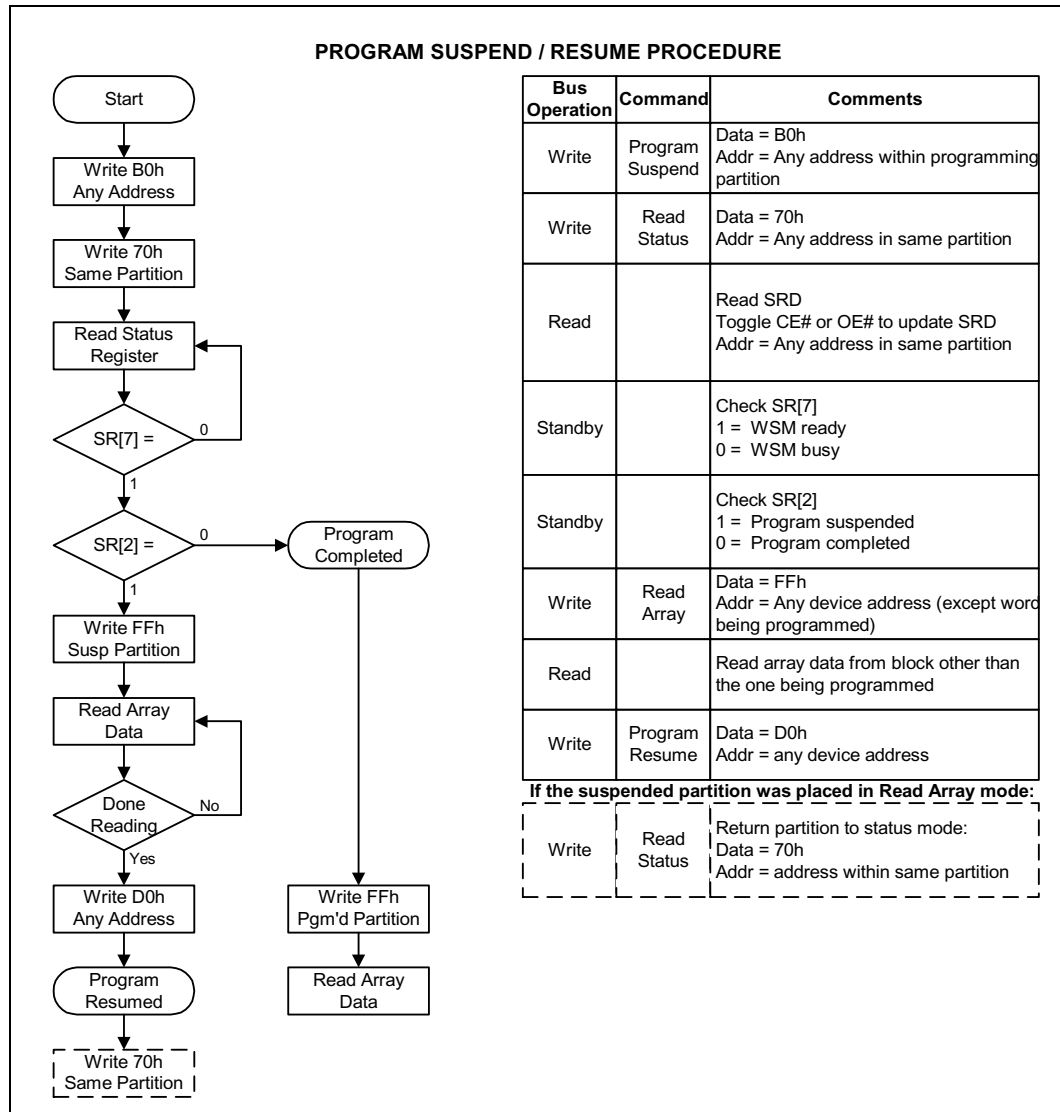 PROGRAM SUSPEND / RESUME PROCEDURE
Start
Write B0h
Any Address
Write 70h
Same Partition
Read Status
Register
SR[7] =
0
1
SR[2] =
0
1
Program
Completed
Write FFh
Susp Partition
Read Array
Data
Done
Reading
No
Yes
Write D0h
Any Address
Program
Resumed
Write 70h
Same Partition
Write FFh
Pgm'd Partition
Read Array
Data
Bus
Operation
Command
Comments
Write
Program
Suspend
Data = B0h
Addr = Any address within programming
partition
Write
Read
Status
Data = 70h
Addr = Any address in same partition
Read
Read SRD
Toggle CE# or OE# to update SRD
Addr = Any address in same partition
Standby
Check SR[7]
1 = WSM ready
0 = WSM busy
Standby
Check SR[2]
1 = Program suspended
0 = Program completed
Write
Read
Array
Data = FFh
Addr = Any device address (except word
being programmed)
Read
Read array data from block other than
the one being programmed
Write
Program
Resume
Data = D0h
Addr = any device address
If the suspended partition was placed in Read Array mode:
Write
Read
Status
Return partition to status mode:
Data = 70h
Addr = address within same partition